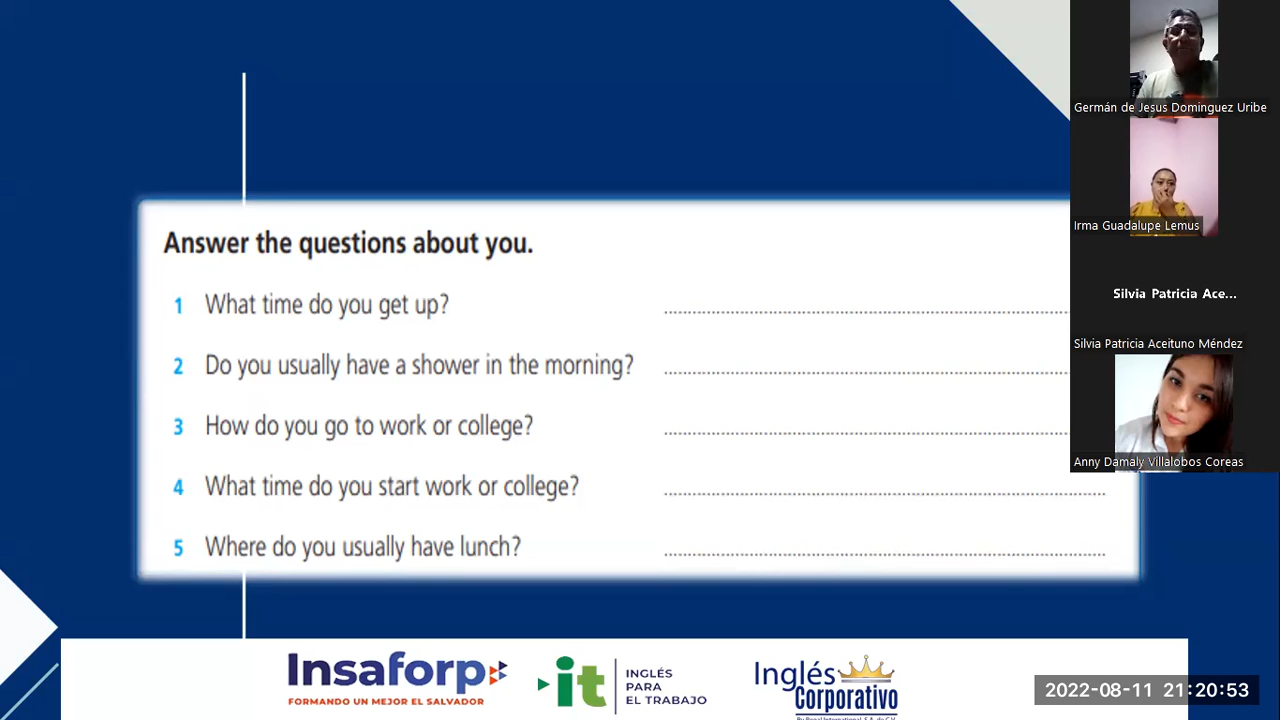 Answer the questions about you.
1 What time do you get up? ........................
2 Do you usually have a shower in the morning? ........................
3 How do you go to work or college? ........................
4 What time do you start work or college? ........................
5 Where do you usually have lunch? ........................
Germán de Jesus Dominguez Uribe
Irma Guadalupe Lemus
Silvia Patricia Ace...
Silvia Patricia Aceituno Méndez
Anny Damaly Villalobos Coreas
Insaforp
FORMANDO UN MEJOR EL SALVADOR
it
INGLÉS
PARA
EL TRABAJO
Inglés
Corporativo
2022-08-11 21:20:53